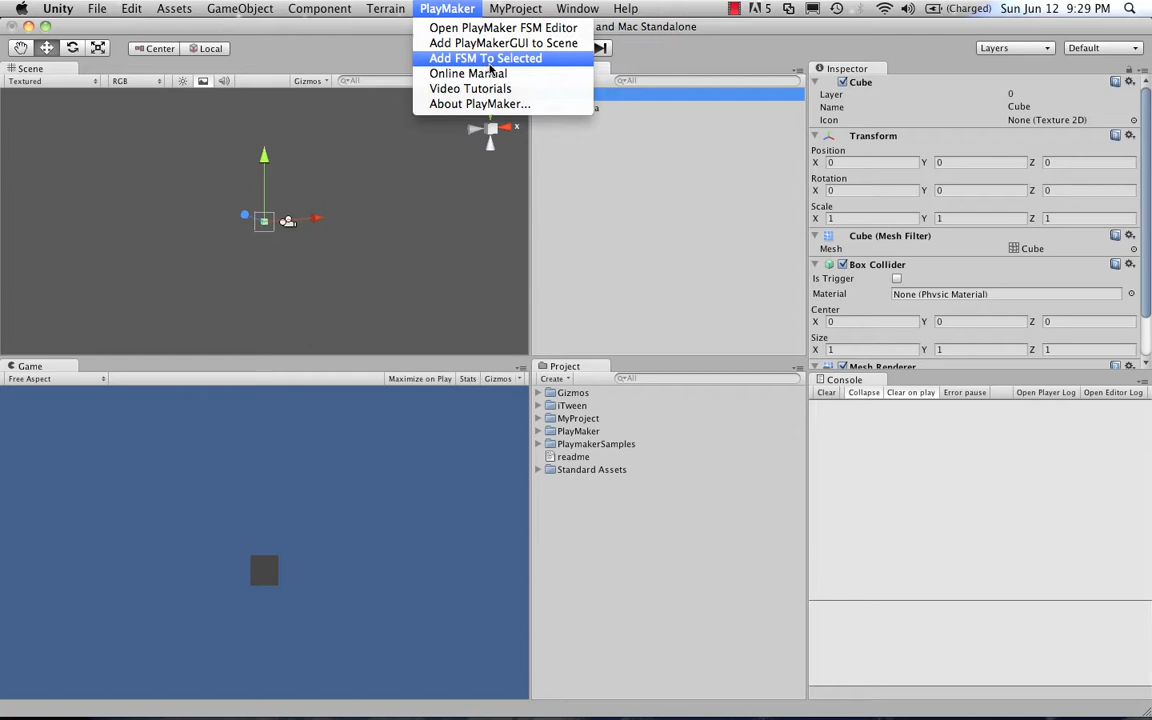 Unity File Edit Assets GameObject Component Terrain PlayMaker MyProject Window Help A 5 (Charged) Sun Jun 12 9:29 PM
Open PlayMaker FSM Editor
Add PlayMakerGUI to Scene
Add FSM To Selected
Online Manual
Video Tutorials
About PlayMaker...
and Mac Standalone
Center Local Layers Default
Scene
Textured RGB Gizmos All
x
All
a
Inspector
Cube
Layer 0
Name Cube
Icon None (Texture 2D)
Transform
Position
X 0 Y 0 Z 0
Rotation
X 0 Y 0 Z 0
Scale
X 1 Y 1 Z 1
Cube (Mesh Filter)
Mesh Cube
Box Collider
Is Trigger
Material None (Physic Material)
Center
X 0 Y 0 Z 0
Size
X 1 Y 1 Z 1
Mesh Renderer
Game
Free Aspect Maximize on Play Stats Gizmos
Project
Create All
Gizmos
iTween
MyProject
PlayMaker
PlaymakerSamples
readme
Standard Assets
Console
Clear Collapse Clear on play Error pause Open Player Log Open Editor Log